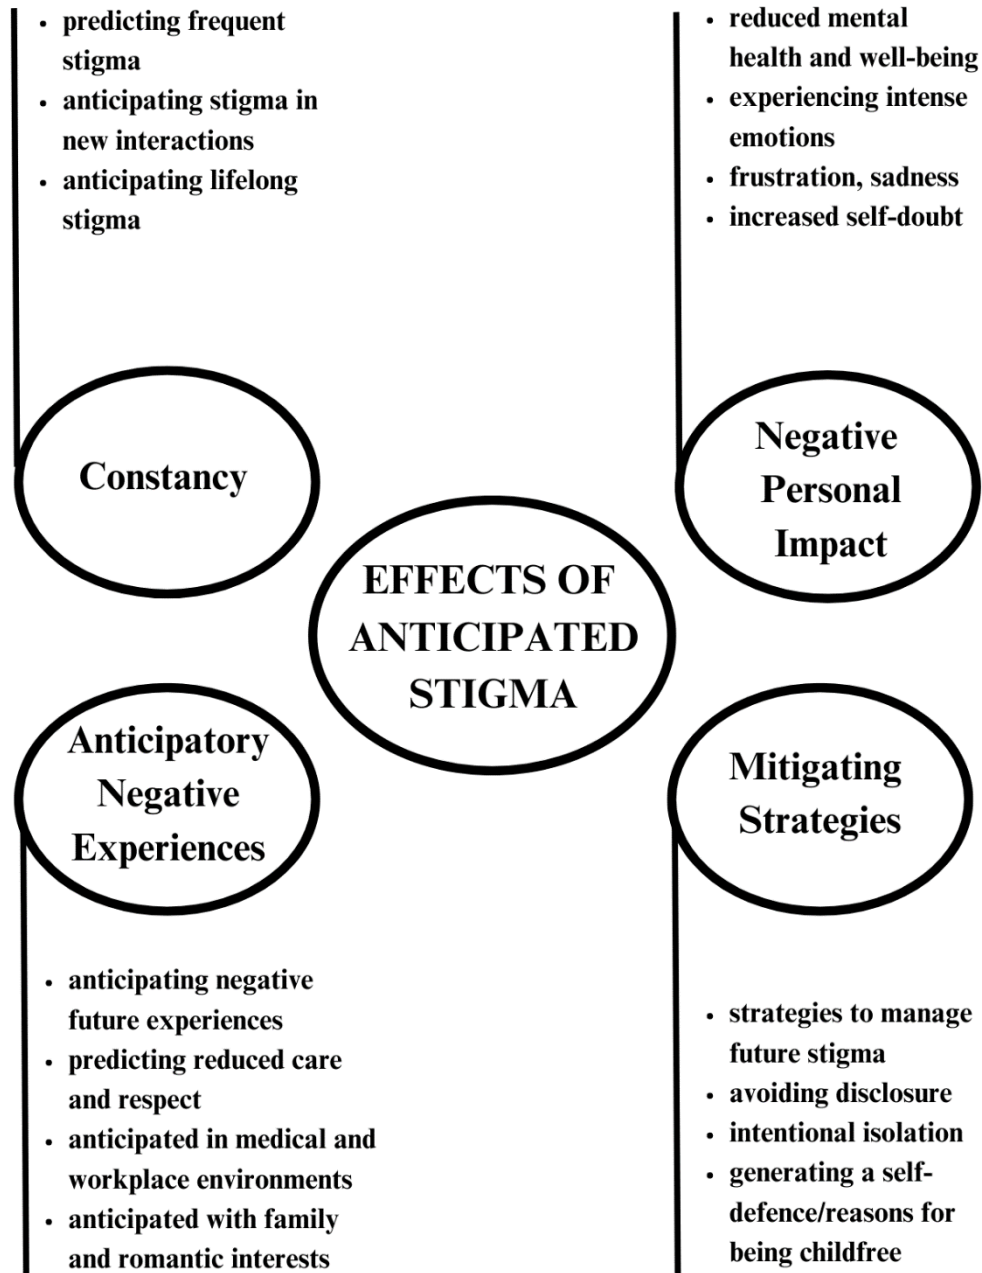 • predicting frequent
stigma
• anticipating stigma in
new interactions
• anticipating lifelong
stigma
• reduced mental
health and well-being
• experiencing intense
emotions
• frustration, sadness
• increased self-doubt
Constancy
Negative
Personal
Impact
EFFECTS OF
ANTICIPATED
STIGMA
Anticipatory
Negative
Experiences
Mitigating
Strategies
• anticipating negative
future experiences
• predicting reduced care
and respect
• anticipated in medical and
workplace environments
• anticipated with family
and romantic interests
• strategies to manage
future stigma
• avoiding disclosure
• intentional isolation
• generating a self-
defence/reasons for
being childfree